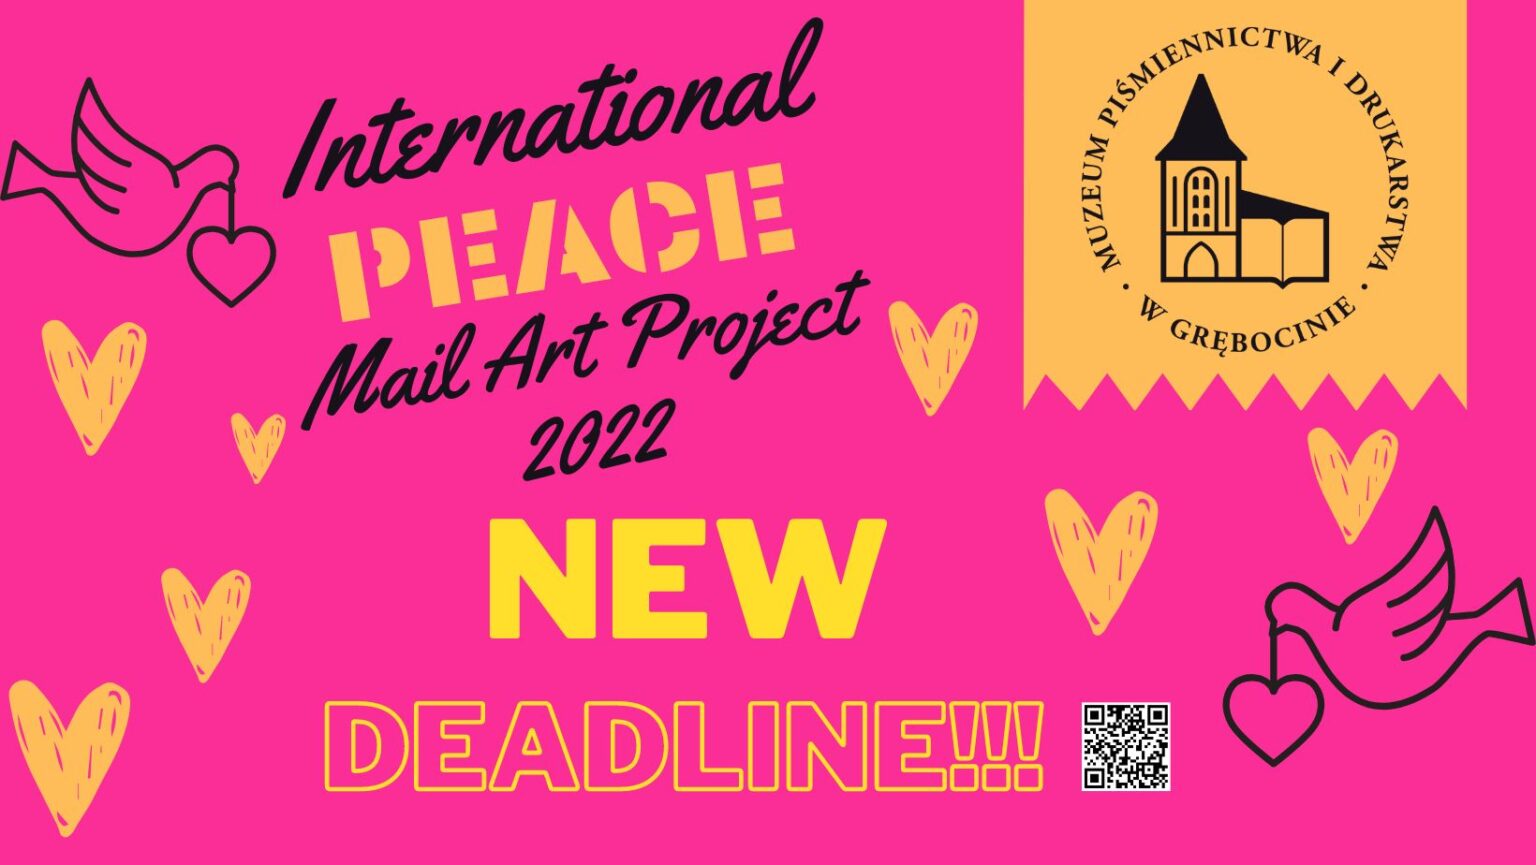 International
PEACE
Mail Art Project
2022
NEW
DEADLINE!!!
MUZEUM PIŚMIENNICTWA I DRUKARSTWA
• W GRĘBOCINIE •